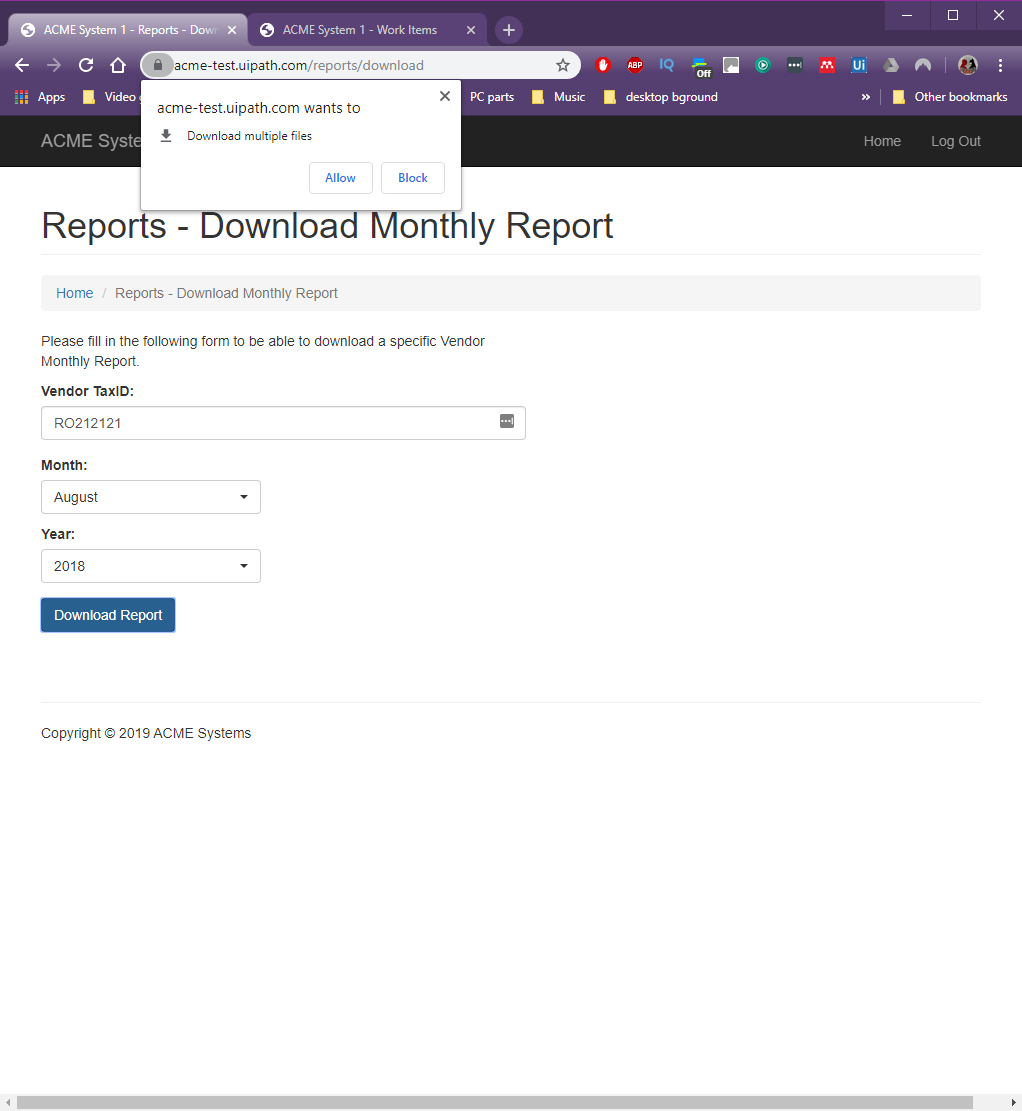 ACME System 1 - Reports - Dow
ACME System 1 - Work Items
acme-test.uipath.com/reports/download
ABP
IQ
Off
Ui
Apps
Video
PC parts
Music
desktop bground
»
Other bookmarks
acme-test.uipath.com wants to
Download multiple files
Allow
Block
ACME Syste
Home
Log Out
Reports - Download Monthly Report
Home / Reports - Download Monthly Report
Please fill in the following form to be able to download a specific Vendor
Monthly Report.
Vendor TaxID:
RO212121
Month:
August
Year:
2018
Download Report
Copyright © 2019 ACME Systems